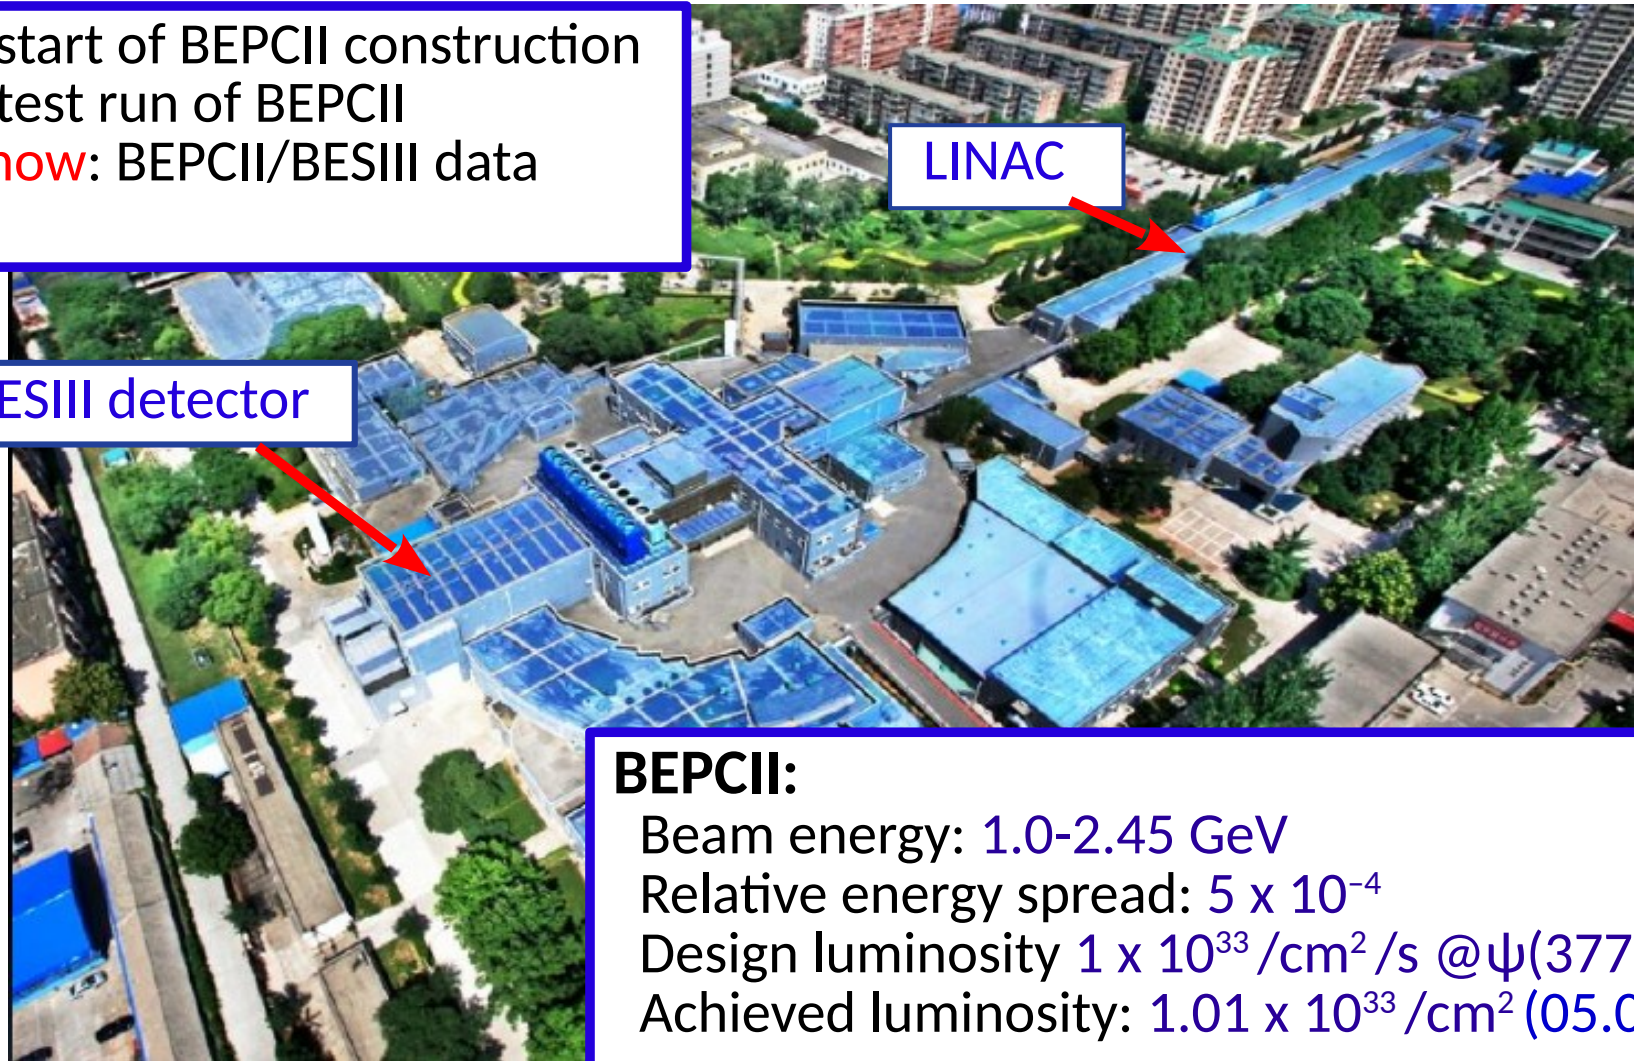 start of BEPCII construction
test run of BEPCII
now: BEPCII/BESIII data
LINAC
ESIII detector
BEPCII:
Beam energy: 1.0-2.45 GeV
Relative energy spread: 5 x 10⁻⁴
Design luminosity 1 x 10³³ /cm² /s @ψ(377
Achieved luminosity: 1.01 x 10³³ /cm² (05.0